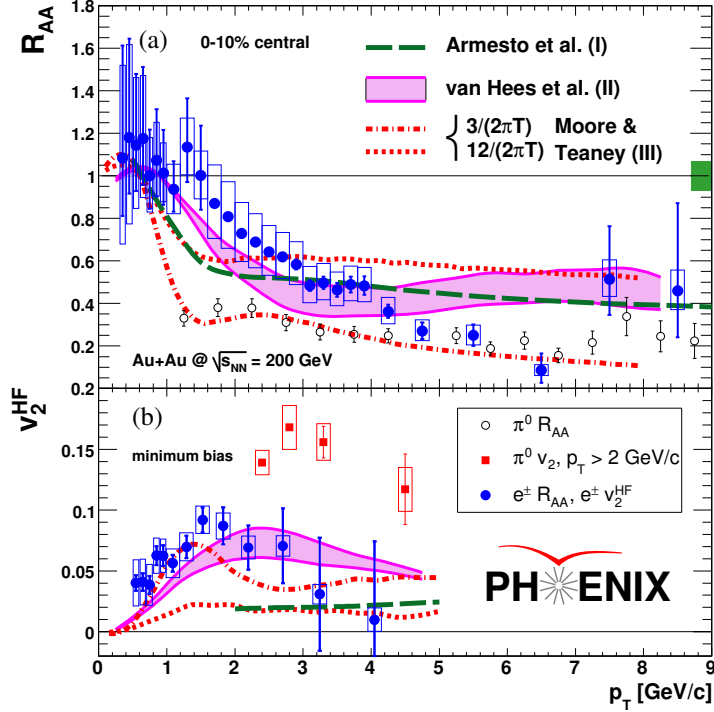 R_AA
1.8
1.6
1.4
1.2
1
0.8
0.6
0.4
0.2
0
(a)
0-10% central
Armesto et al. (I)
van Hees et al. (II)
3/(2πT) Moore &
12/(2πT) Teaney (III)
Au+Au @ √s_NN = 200 GeV
v_2^HF
0.15
0.1
0.05
0
(b)
minimum bias
π⁰ R_AA
π⁰ v_2, p_T > 2 GeV/c
e± R_AA, e± v_2^HF
PHENIX
0 1 2 3 4 5 6 7 8 9
p_T [GeV/c]